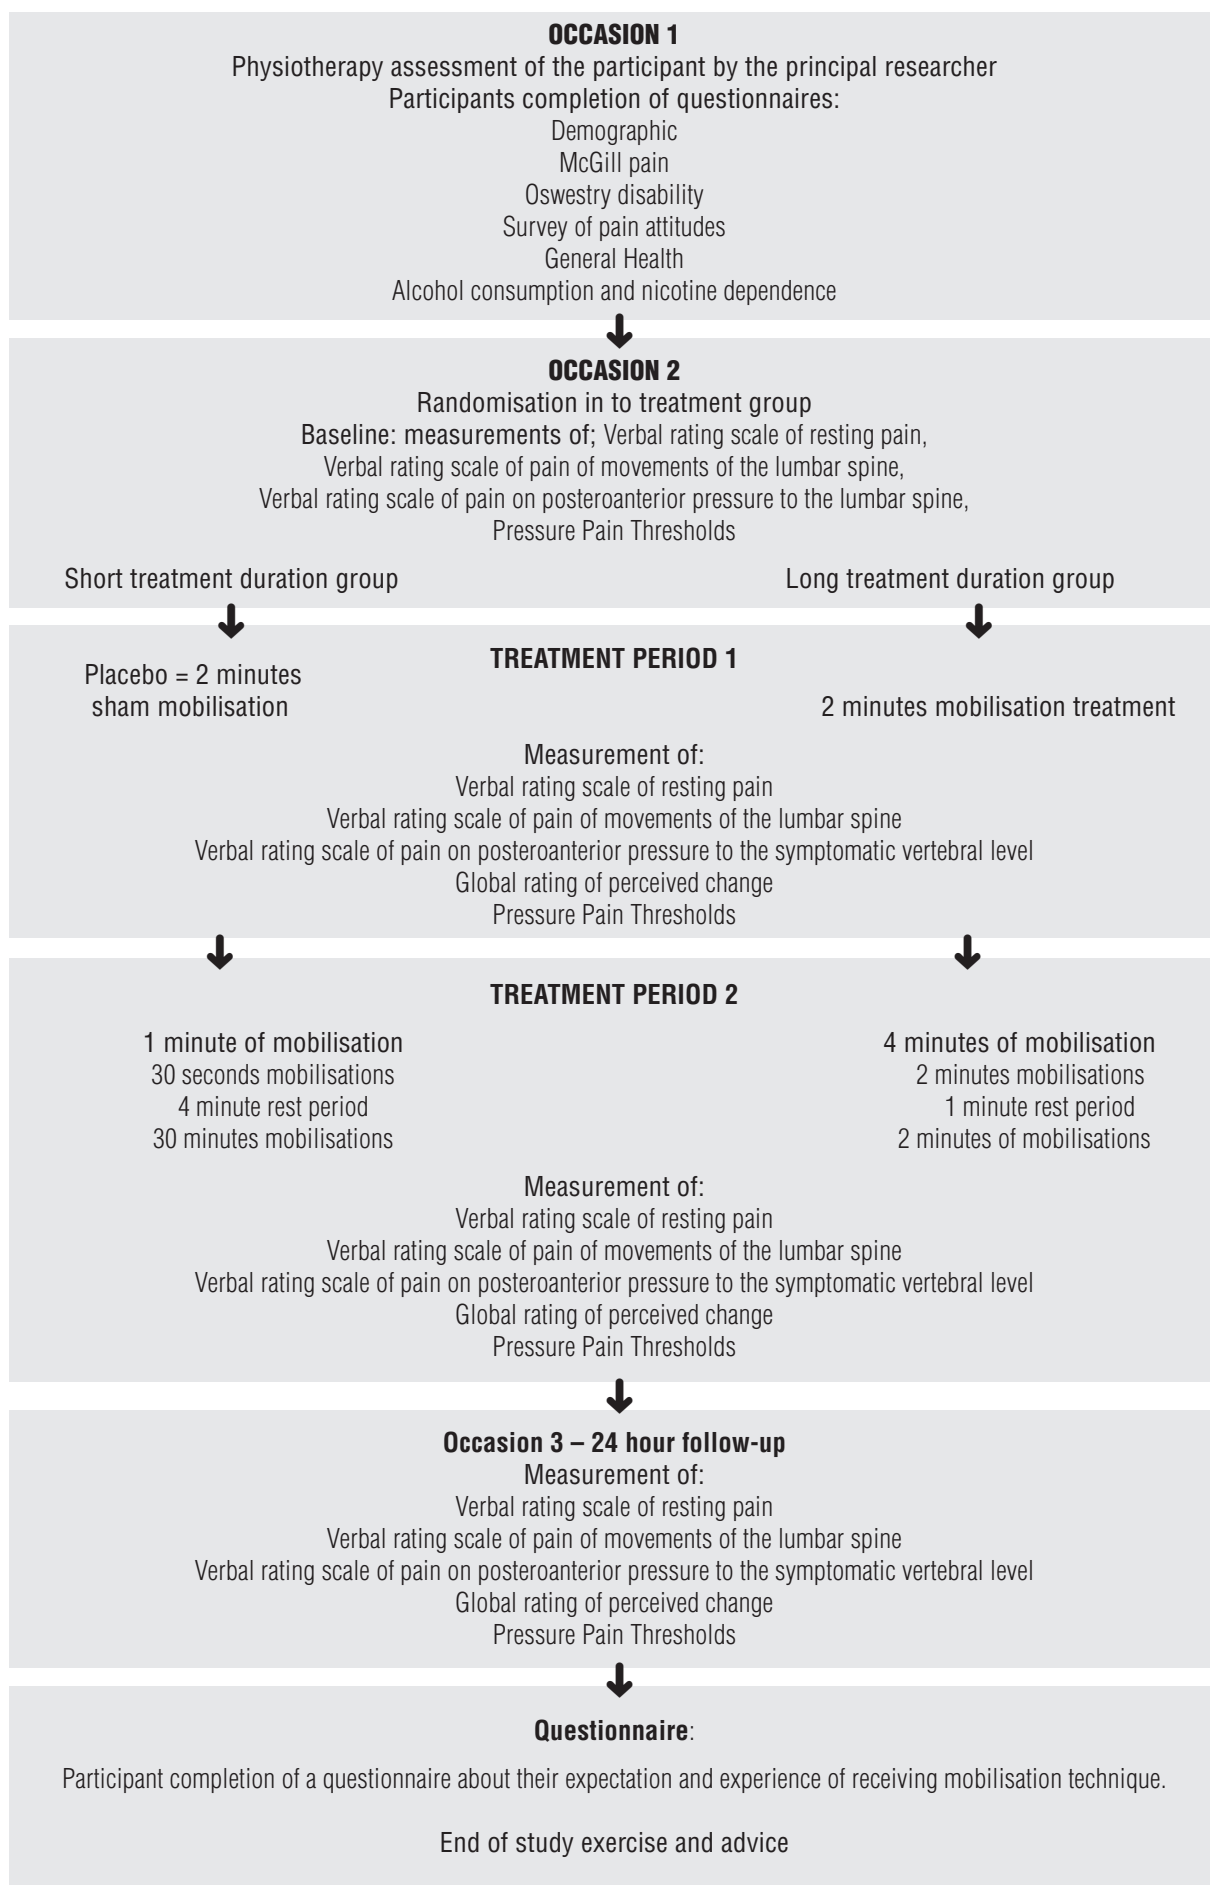 OCCASION 1
Physiotherapy assessment of the participant by the principal researcher
Participants completion of questionnaires:
Demographic
McGill pain
Oswestry disability
Survey of pain attitudes
General Health
Alcohol consumption and nicotine dependence
OCCASION 2
Randomisation in to treatment group
Baseline: measurements of; Verbal rating scale of resting pain,
Verbal rating scale of pain of movements of the lumbar spine,
Verbal rating scale of pain on posteroanterior pressure to the lumbar spine,
Pressure Pain Thresholds
Short treatment duration group
Long treatment duration group
TREATMENT PERIOD 1
Placebo = 2 minutes
sham mobilisation
2 minutes mobilisation treatment
Measurement of:
Verbal rating scale of resting pain
Verbal rating scale of pain of movements of the lumbar spine
Verbal rating scale of pain on posteroanterior pressure to the symptomatic vertebral level
Global rating of perceived change
Pressure Pain Thresholds
TREATMENT PERIOD 2
1 minute of mobilisation
30 seconds mobilisations
4 minute rest period
30 minutes mobilisations
4 minutes of mobilisation
2 minutes mobilisations
1 minute rest period
2 minutes of mobilisations
Measurement of:
Verbal rating scale of resting pain
Verbal rating scale of pain of movements of the lumbar spine
Verbal rating scale of pain on posteroanterior pressure to the symptomatic vertebral level
Global rating of perceived change
Pressure Pain Thresholds
Occasion 3 – 24 hour follow-up
Measurement of:
Verbal rating scale of resting pain
Verbal rating scale of pain of movements of the lumbar spine
Verbal rating scale of pain on posteroanterior pressure to the symptomatic vertebral level
Global rating of perceived change
Pressure Pain Thresholds
Questionnaire:
Participant completion of a questionnaire about their expectation and experience of receiving mobilisation technique.
End of study exercise and advice